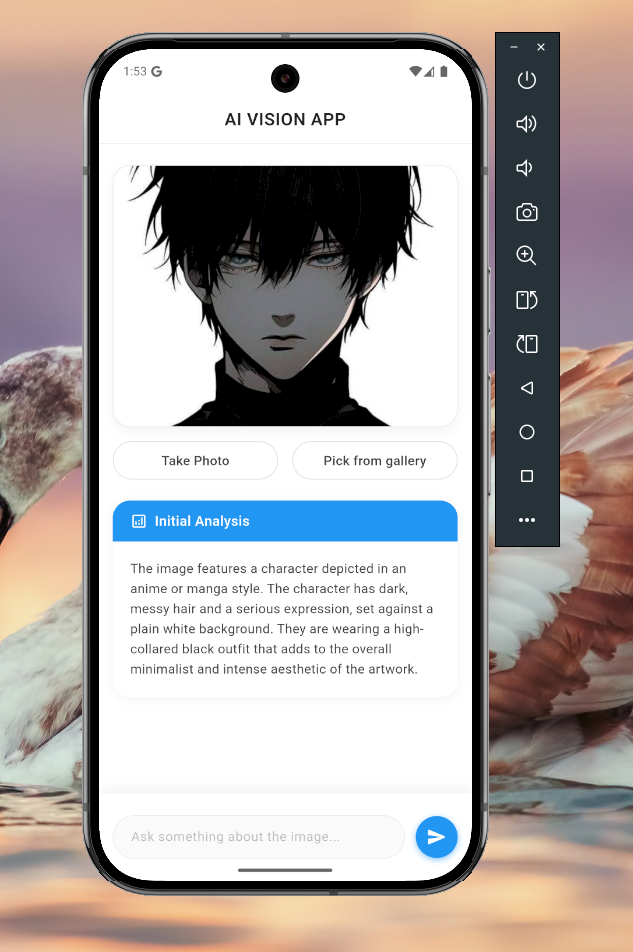 1:53 G
AI VISION APP
Take Photo
Pick from gallery
Initial Analysis
The image features a character depicted in an
anime or manga style. The character has dark,
messy hair and a serious expression, set against a
plain white background. They are wearing a high-
collared black outfit that adds to the overall
minimalist and intense aesthetic of the artwork.
Ask something about the image...